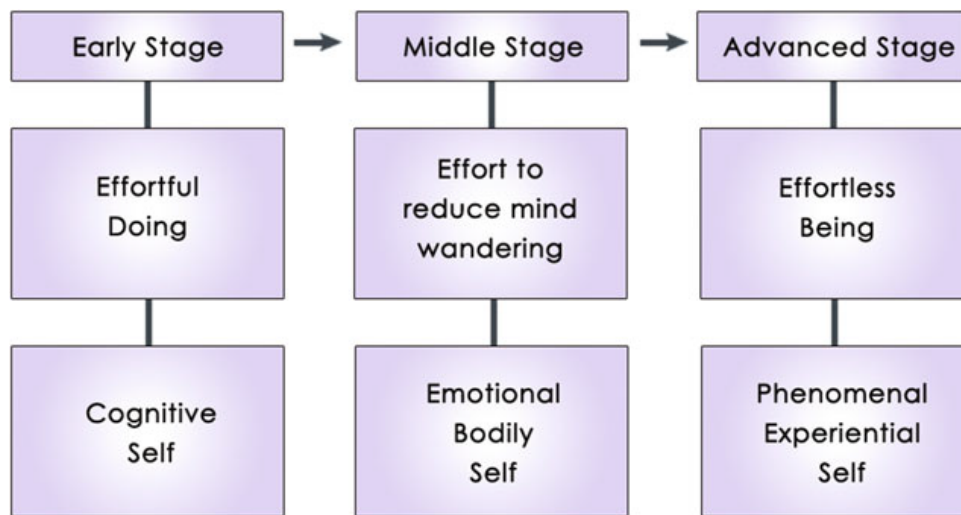 Early Stage
Middle Stage
Advanced Stage
Effortful
Doing
Effort to
reduce mind
wandering
Effortless
Being
Cognitive
Self
Emotional
Bodily
Self
Phenomenal
Experiential
Self